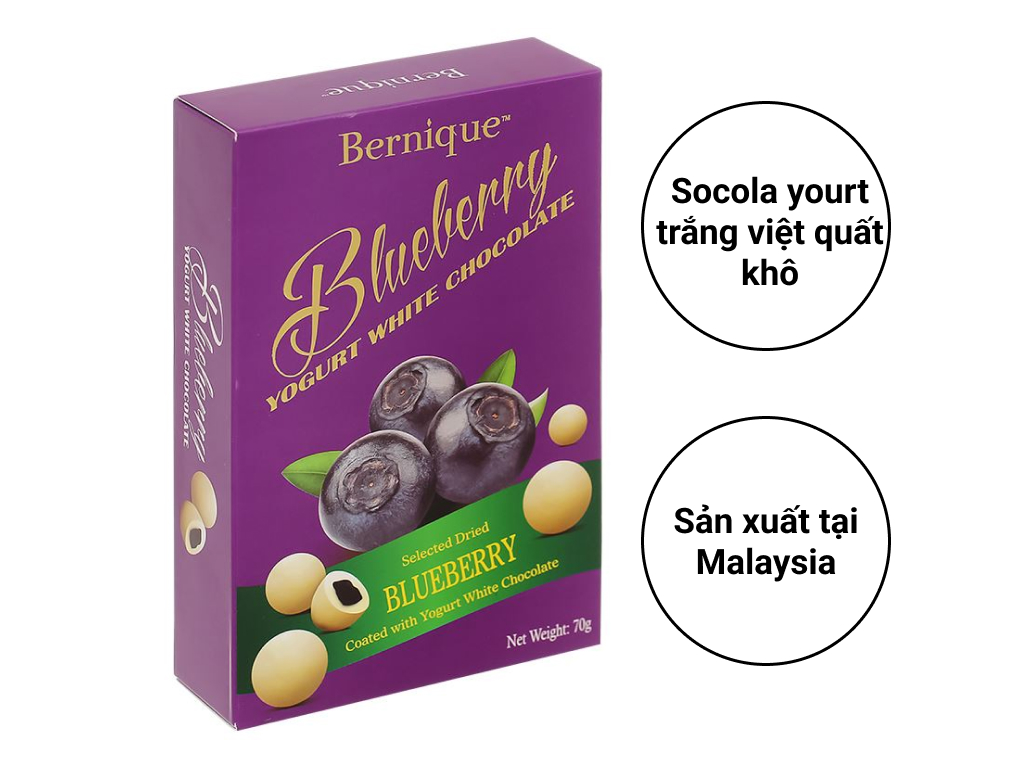 Bernique™
Bernique™
Blueberry
YOGURT WHITE CHOCOLATE
Blueberry
YOGURT WHITE CHOCOLATE
Selected Dried
BLUEBERRY
Coated with Yogurt White Chocolate
Net Weight: 70g
Socola yourt
trắng việt quất
khô
Sản xuất tại
Malaysia